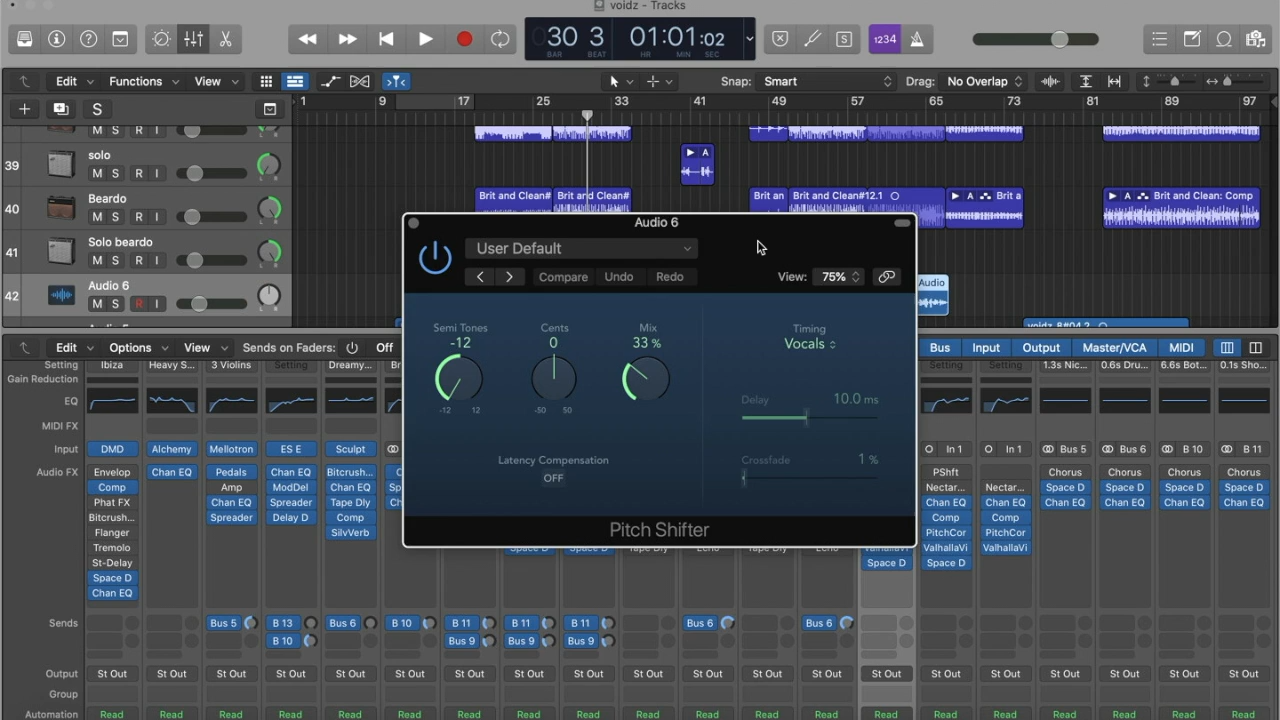 voidz - Tracks
30 3 01:01:02
BAR BEAT HR MIN SEC
S 1234
Edit Functions View Snap: Smart Drag: No Overlap
S 1 9 17 25 33 41 49 57 65 73 81 89 97
M S R I
39 solo
M S R I A
40 Beardo Brit and Clean# Brit and Clean# Brit an Brit and Clean#12.1 A Brit a A Brit and Clean: Comp
M S R I
41 Solo beardo
M S R I
42 Audio 6 Audio
M S R I
voidz_8#04.2
Audio 6
User Default
Compare Undo Redo View: 75%
Semi Tones Cents Mix Timing
-12 0 33 % Vocals
-12 12 -50 50
Delay 10.0 ms
Latency Compensation Crossfade 1 %
OFF
Pitch Shifter
Edit Options View Sends on Faders: Off Bus Input Output Master/VCA MIDI
Setting Ibiza Heavy S... 3 Violins Setting Dreamy... Setting Setting 1.3s Nic... 0.6s Dru... 6.6s Bot... 0.1s Sho...
Gain Reduction
EQ
MIDI FX
Input DMD Alchemy Mellotron ES E Sculpt In 1 In 1 Bus 5 Bus 6 B 10 B 11
Audio FX Envelop Chan EQ Pedals Chan EQ Bitcrush... PShft Chorus Chorus Chorus Chorus
Comp Amp ModDel Chan EQ Nectar... Nectar... Space D Space D Space D Space D
Phat FX Chan EQ Spreader Tape Dly Chan EQ Chan EQ Chan EQ Chan EQ Chan EQ Chan EQ
Bitcrush... Spreader Delay D Comp Comp Comp
Flanger SilvVerb PitchCor PitchCor
Tremolo Space D Space D Tape Dly Echo Tape Dly Echo ValhallaVi ValhallaVi ValhallaVi
St-Delay Space D Space D
Space D
Chan EQ
Sends Bus 5 B 13 Bus 6 B 10 B 11 B 11 B 11 Bus 6 Bus 6
B 10 Bus 9 Bus 9 Bus 9
Output St Out St Out St Out St Out St Out St Out St Out St Out St Out St Out St Out St Out St Out St Out St Out St Out St Out St Out St Out St Out
Group
Automation Read Read Read Read Read Read Read Read Read Read Read Read Read Read Read Read Read Read Read Read